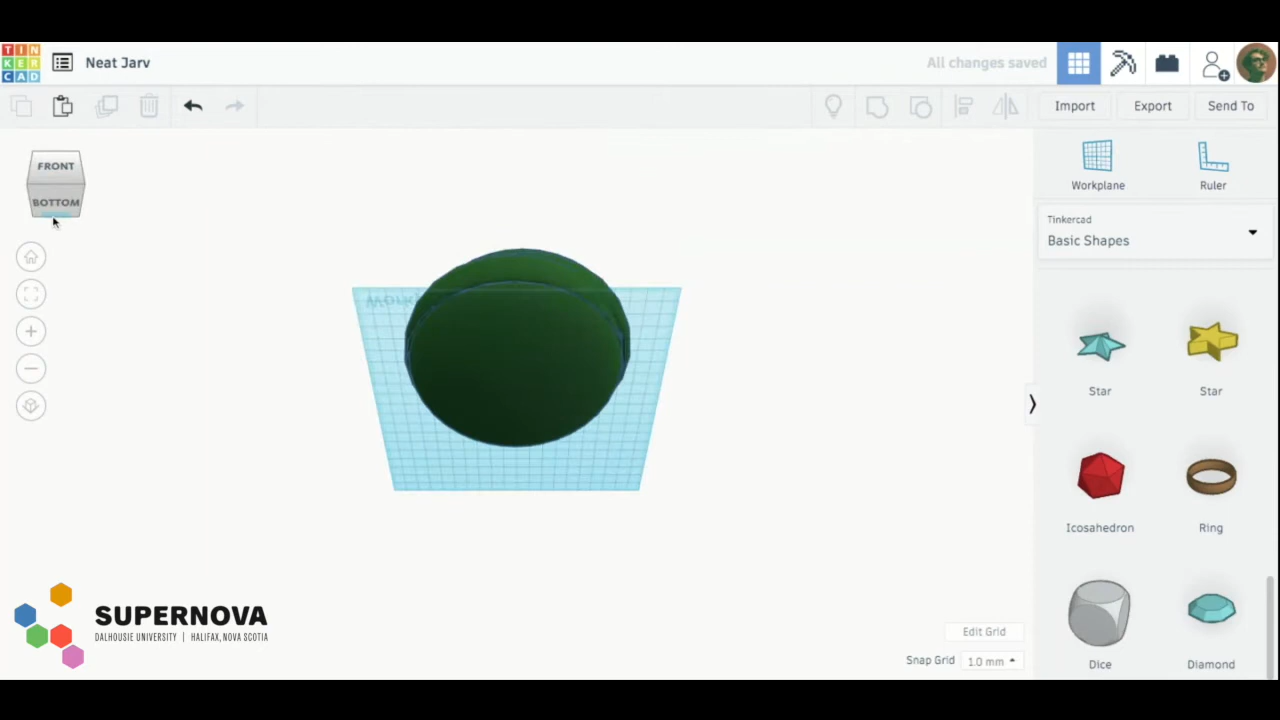 TIN
KER
CAD
Neat Jarv
All changes saved
Import
Export
Send To
FRONT
BOTTOM
Workplane
Ruler
Tinkercad
Basic Shapes
Star
Star
Icosahedron
Ring
Dice
Diamond
Edit Grid
Snap Grid
1.0 mm
SUPERNOVA
DALHOUSIE UNIVERSITY | HALIFAX, NOVA SCOTIA